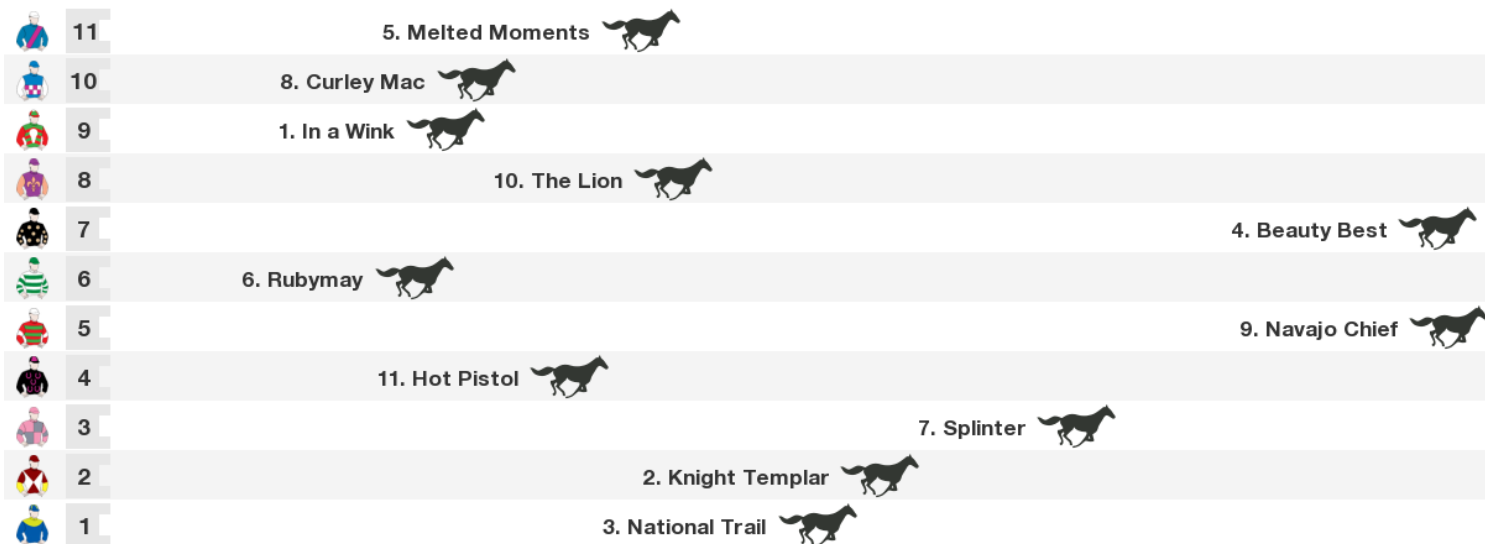 11 5. Melted Moments
10 8. Curley Mac
9 1. In a Wink
8 10. The Lion
7 4. Beauty Best
6 6. Rubymay
5 9. Navajo Chief
4 11. Hot Pistol
3 7. Splinter
2 2. Knight Templar
1 3. National Trail